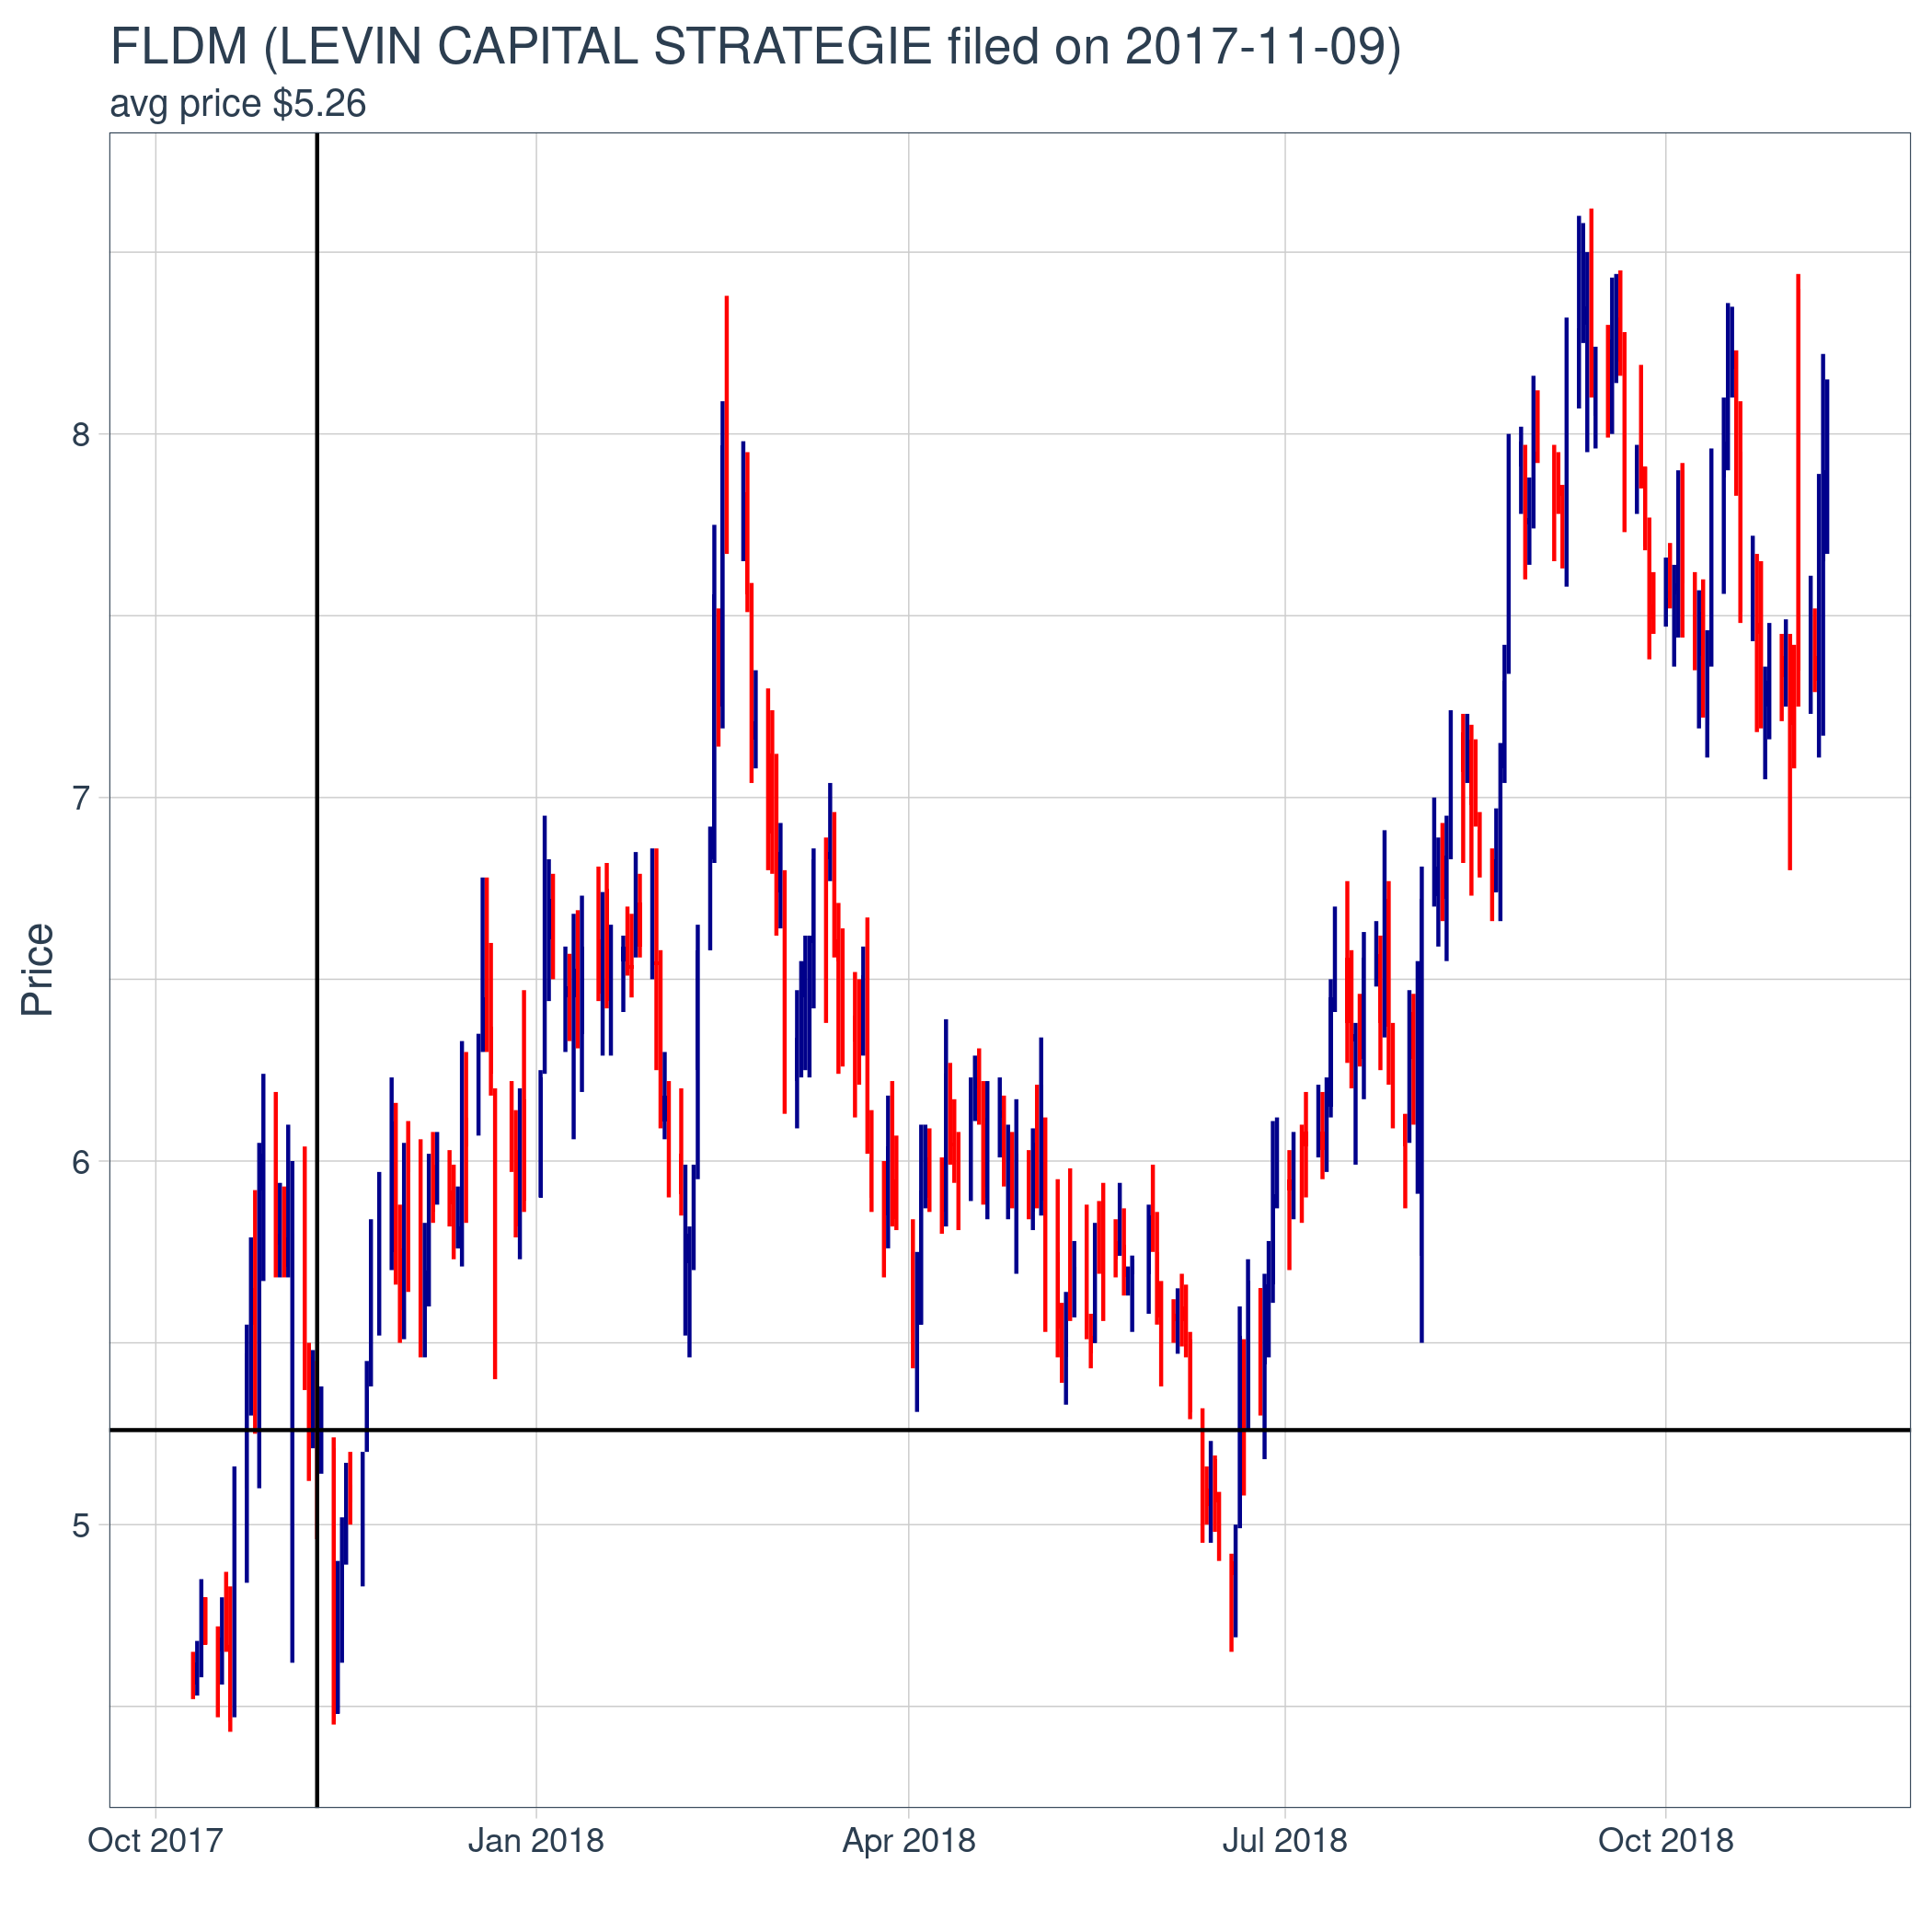 FLDM (LEVIN CAPITAL STRATEGIE filed on 2017-11-09)
avg price $5.26
Price
8
7
6
5
Oct 2017 Jan 2018 Apr 2018 Jul 2018 Oct 2018